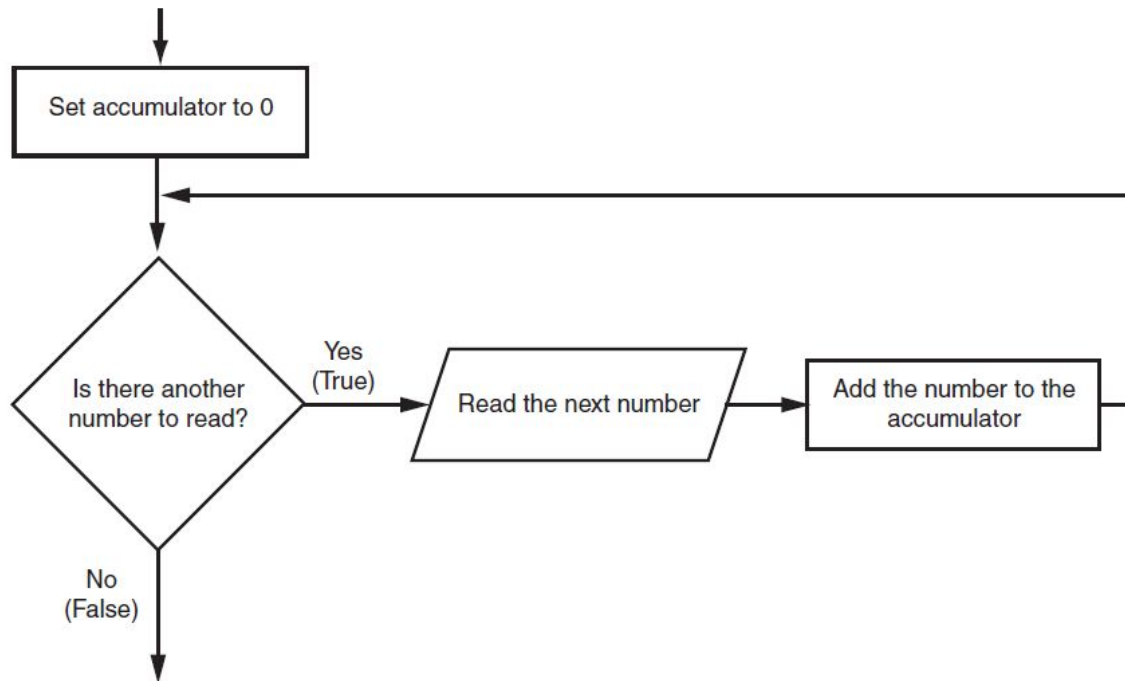 Set accumulator to 0
Is there another
number to read?
Yes
(True)
Read the next number
Add the number to the
accumulator
No
(False)